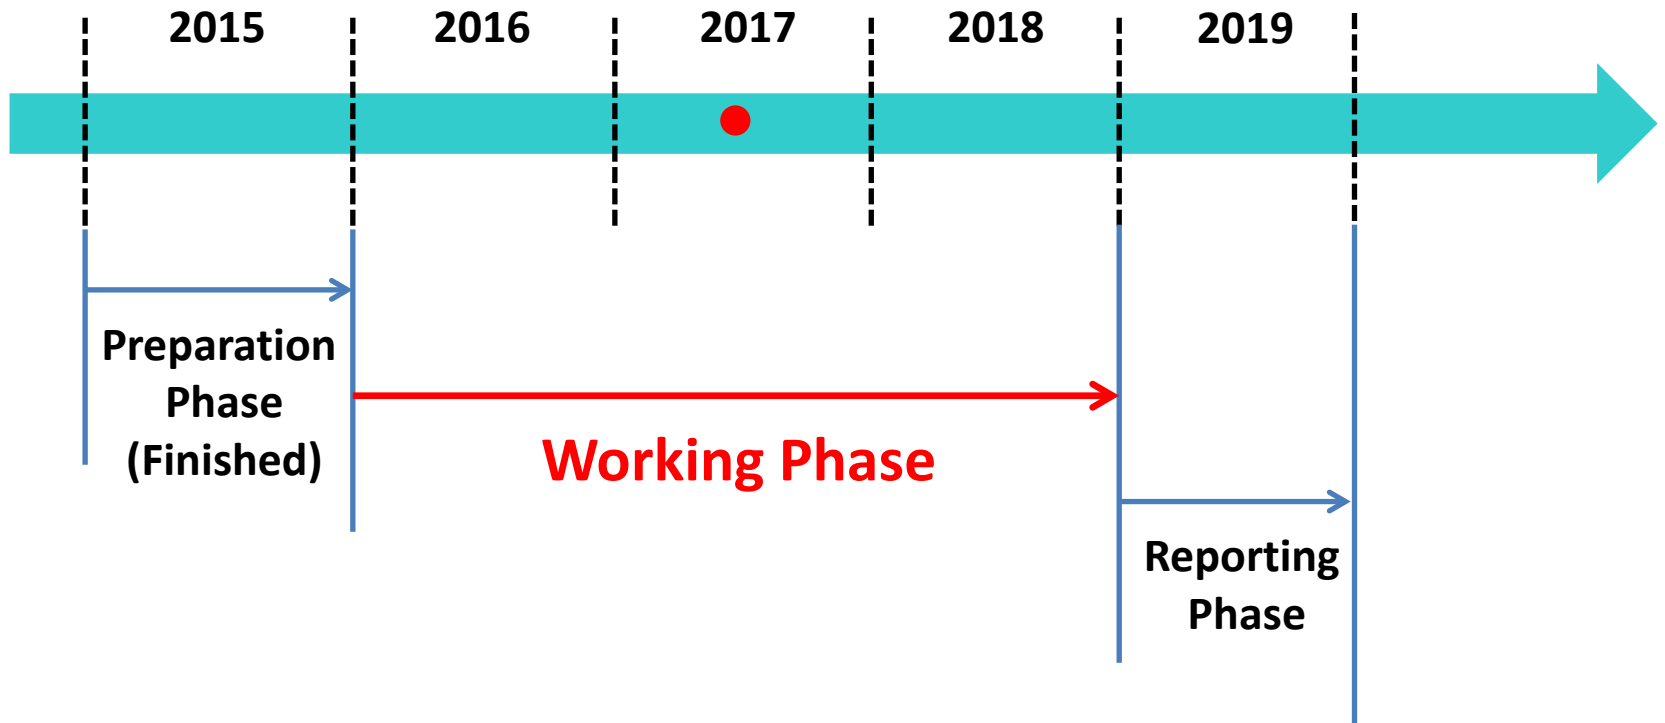 2015 2016 2017 2018 2019
Preparation
Phase
(Finished)
Working Phase
Reporting
Phase